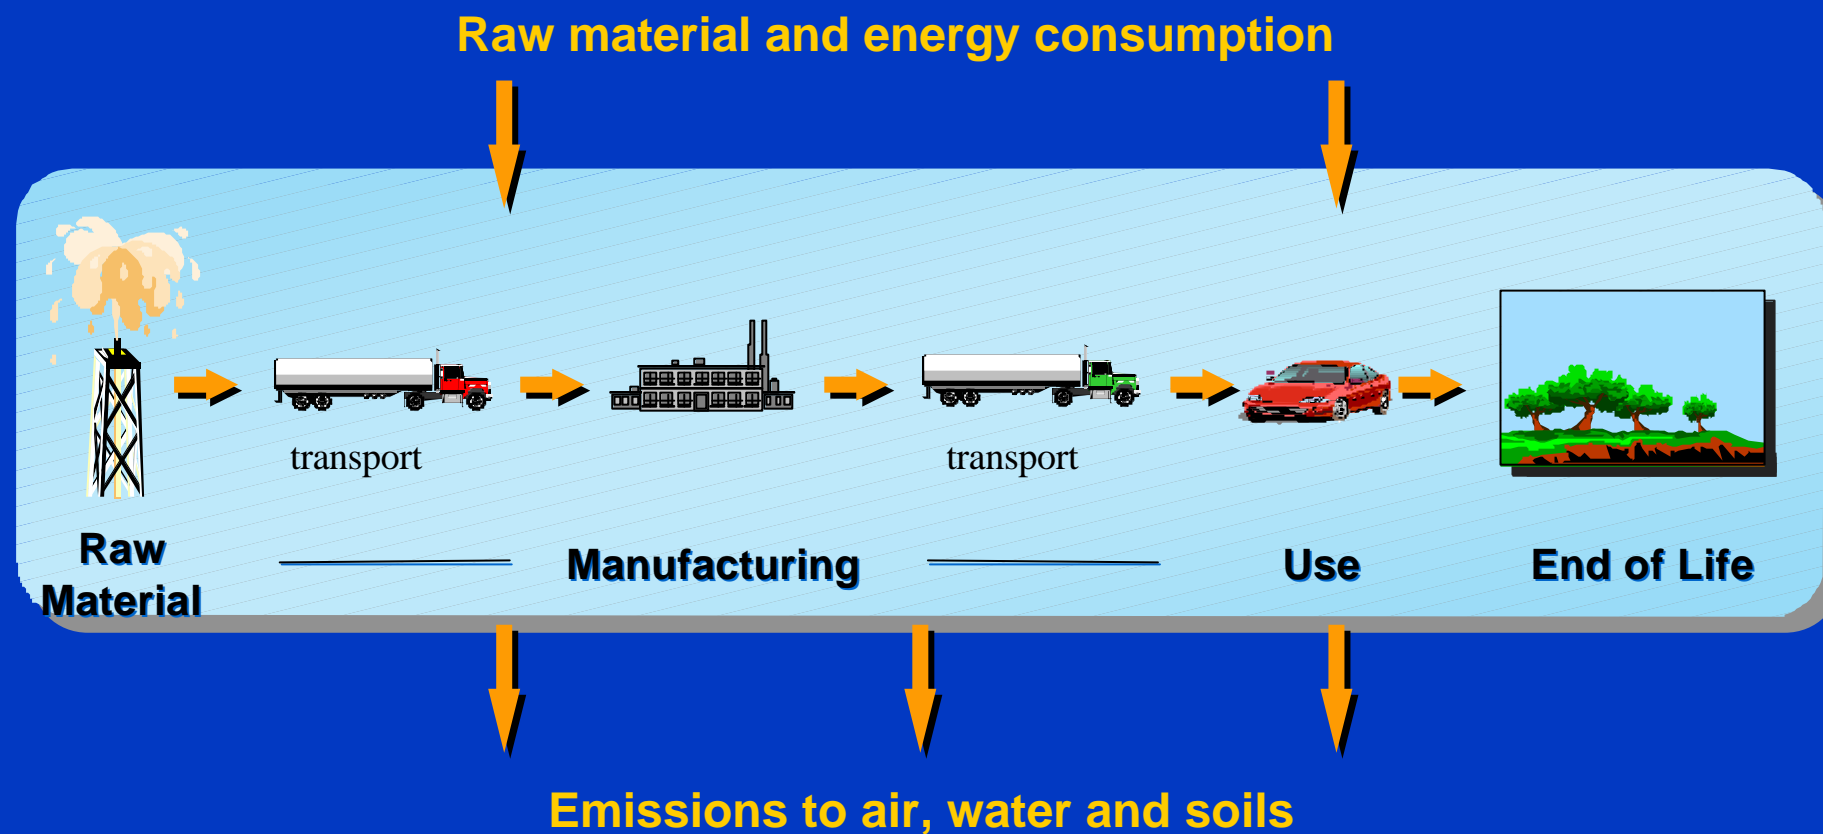 Raw material and energy consumption
transport
transport
Raw
Material
Manufacturing
Use
End of Life
Emissions to air, water and soils